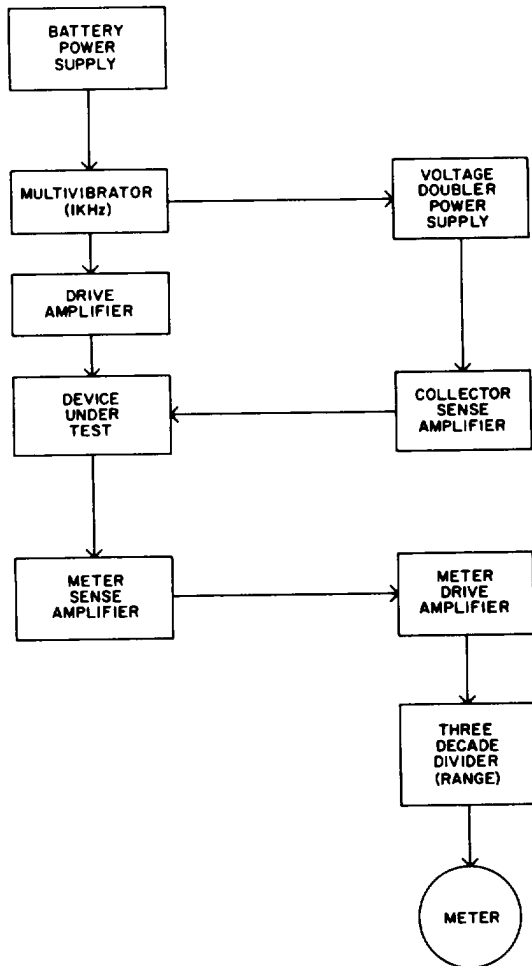 BATTERY
POWER
SUPPLY
MULTIVIBRATOR
(1KHz)
VOLTAGE
DOUBLER
POWER
SUPPLY
DRIVE
AMPLIFIER
DEVICE
UNDER
TEST
COLLECTOR
SENSE
AMPLIFIER
METER
SENSE
AMPLIFIER
METER
DRIVE
AMPLIFIER
THREE
DECADE
DIVIDER
(RANGE)
METER